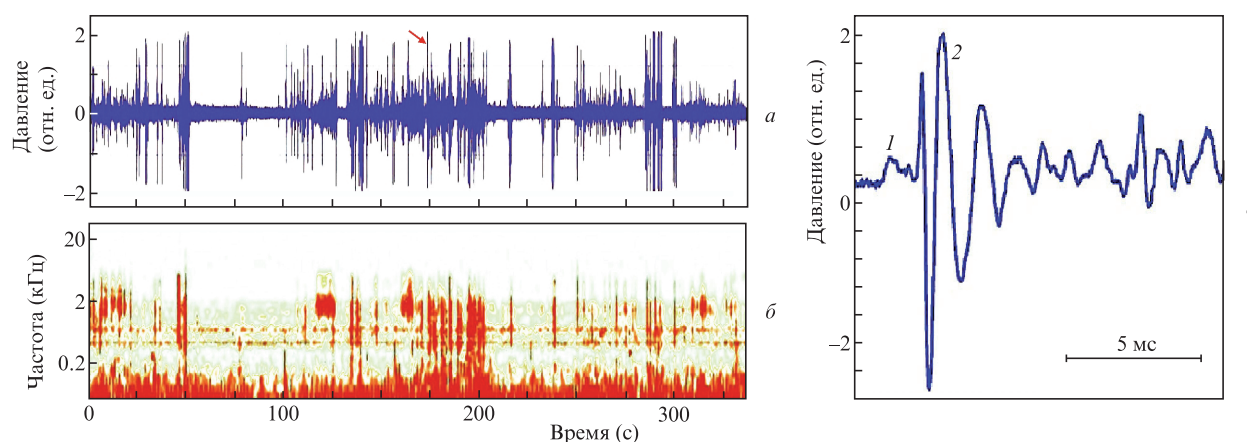 Давление
(отн. ед.)
2
0
–2
а
Частота (кГц)
20
2
0.2
б
0
100
200
300
Время (с)
Давление (отн. ед.)
2
0
–2
1
2
5 мс